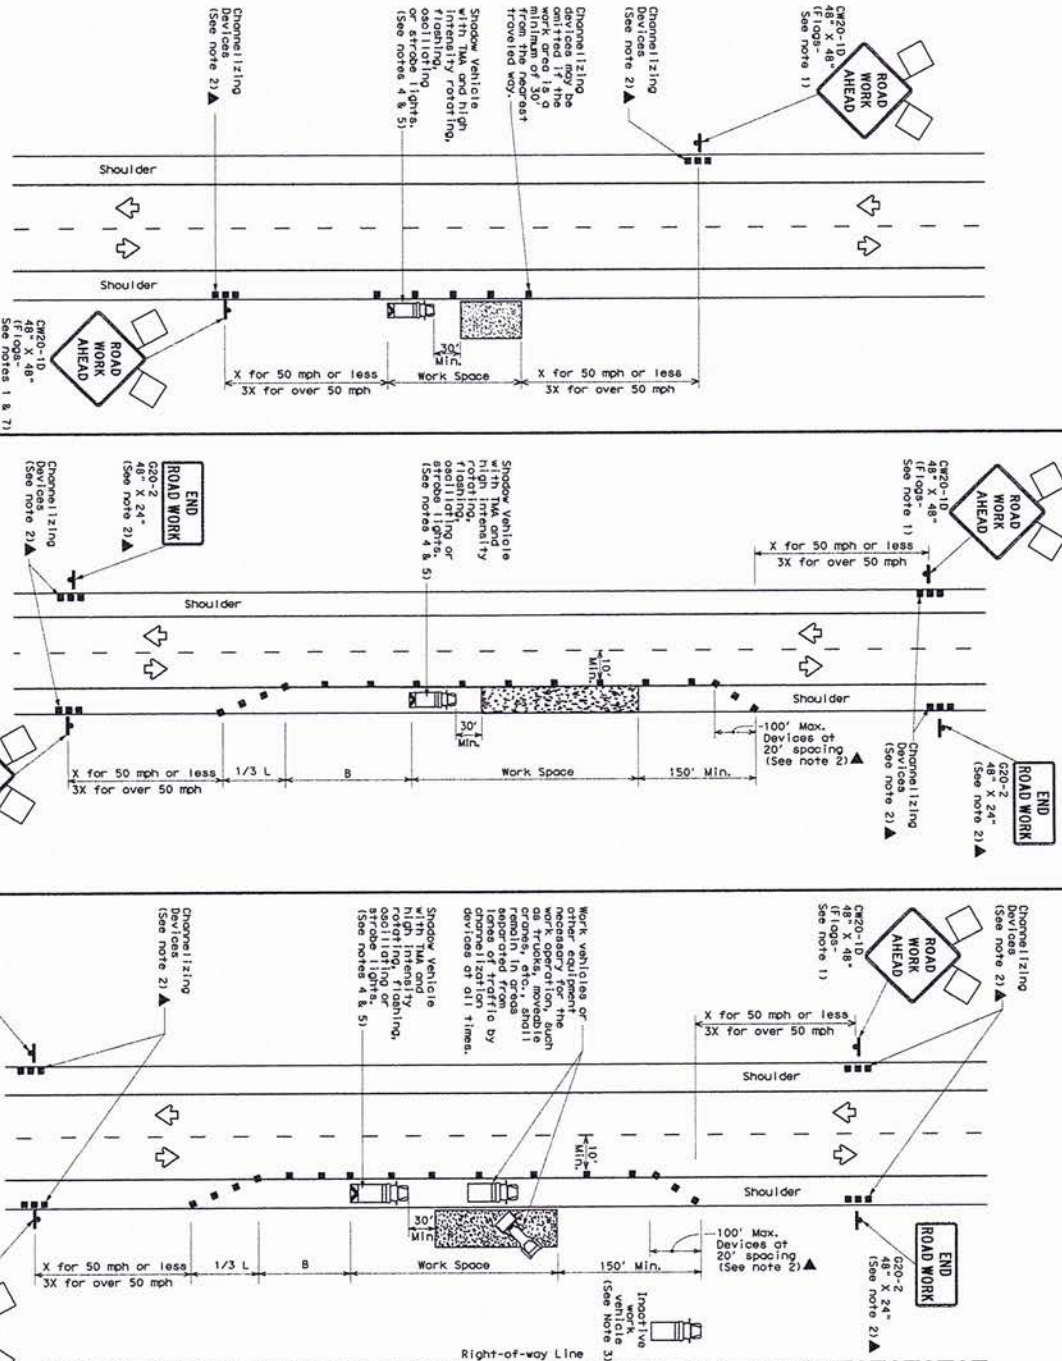 CW20-1D
48" X 48"
(Flags-
See note 1)
ROAD
WORK
AHEAD
Channelizing
Devices
(See note 2)
Channelizing
devices may be
omitted if the
work area is a
minimum of 30'
from the nearest
traveled way.
Shadow Vehicle
with TMA and high
intensity rotating,
flashing,
oscillating
or strobe lights.
(See notes 4 & 5)
Channelizing
Devices
(See note 2)
Shoulder
Shoulder
30'
Min.
X for 50 mph or less
3X for over 50 mph
Work Space
X for 50 mph or less
3X for over 50 mph
ROAD
WORK
AHEAD
CW20-1D
48" X 48"
(Flags-
See notes 1 & 7)
CW20-1D
48" X 48"
(Flags-
See note 1)
ROAD
WORK
AHEAD
Shadow Vehicle
with TMA and
high intensity
rotating,
flashing,
oscillating or
strobe lights.
(See notes 4 & 5)
END
ROAD WORK
G20-2
48" X 24"
(See note 2)
Channelizing
Devices
(See note 2)
X for 50 mph or less
3X for over 50 mph
Shoulder
10'
Min.
Shoulder
30'
Min.
100' Max.
Devices at
20' spacing
(See note 2)
X for 50 mph or less
3X for over 50 mph
1/3 L
B
Work Space
150' Min.
Channelizing
Devices
(See note 2)
END
ROAD WORK
G20-2
48" X 24"
(See note 2)
Channelizing
Devices
(See note 2)
CW20-1D
48" X 48"
(Flags-
See note 1)
ROAD
WORK
AHEAD
Work vehicles or
other equipment
necessary for the
work operation, such
as trucks, moveable
cranes, etc., shall
remain in areas
separated from
lanes of traffic by
channelization
devices at all times.
Shadow Vehicle
with TMA and
high intensity
rotating, flashing,
oscillating or
strobe lights.
(See notes 4 & 5)
Channelizing
Devices
(See note 2)
X for 50 mph or less
3X for over 50 mph
Shoulder
10'
Min.
Shoulder
30'
Min
100' Max.
Devices at
20' spacing
(See note 2)
X for 50 mph or less
3X for over 50 mph
1/3 L
B
Work Space
150' Min.
END
ROAD WORK
G20-2
48" X 24"
(See note 2)
Inactive
work
vehicle
(See Note 3)
Right-of-way Line